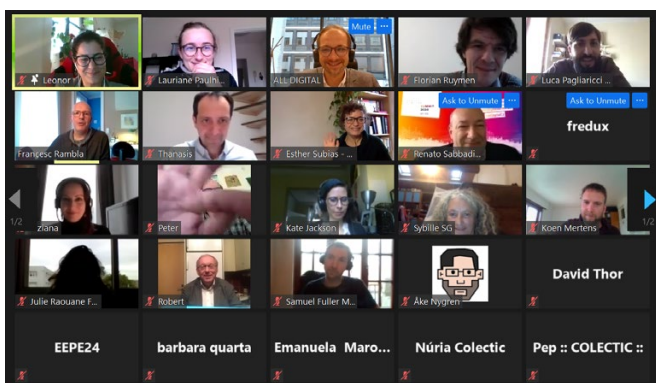 Mute ...
Leonor
Lauriane Paulni...
ALL DIGITAL
Florian Ruymen
Luca Pagliaricci ...
Ask to Unmute ...
Ask to Unmute ...
Francesc Rambla
Thanasis
Esther Subias - ...
Renato Sabbadi...
fredux
1/2
ziana
Peter
Kate Jackson
Sybille SG
Koen Mertens
1/2
Julie Raouane F...
Robert
Samuel Fuller M...
Åke Nygren
David Thor
EEPE24
barbara quarta
Emanuela Maro...
Núria Colectic
Pep :: COLECTIC ::